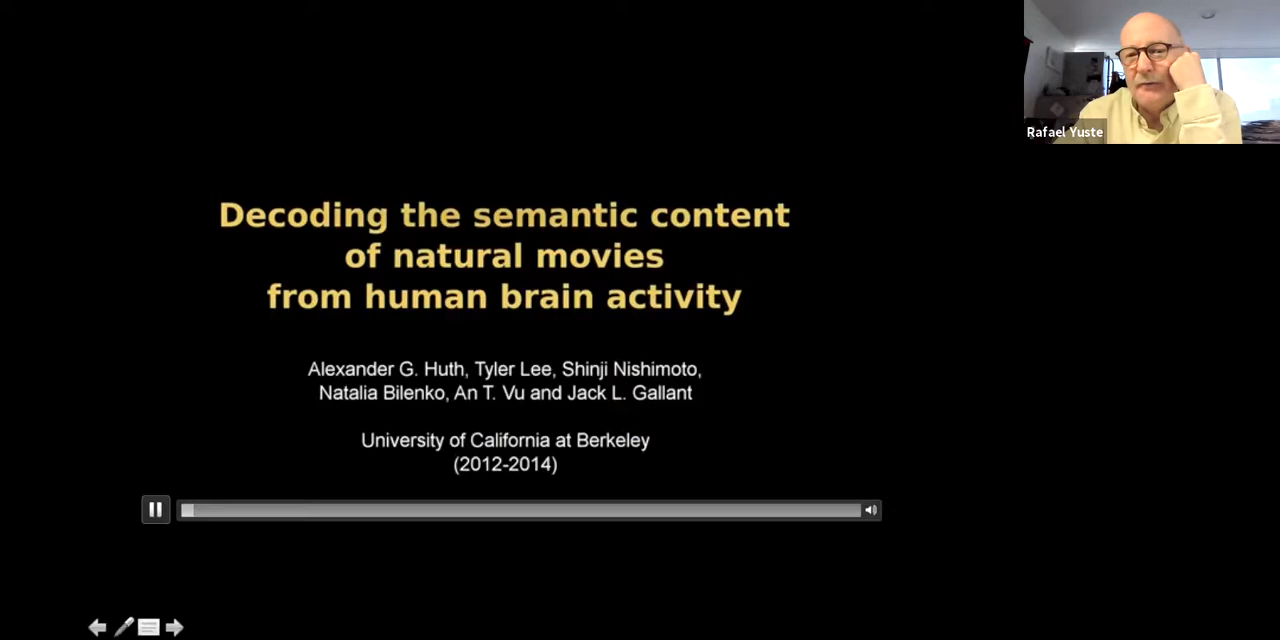 Rafael Yuste
Decoding the semantic content
of natural movies
from human brain activity
Alexander G. Huth, Tyler Lee, Shinji Nishimoto,
Natalia Bilenko, An T. Vu and Jack L. Gallant
University of California at Berkeley
(2012-2014)